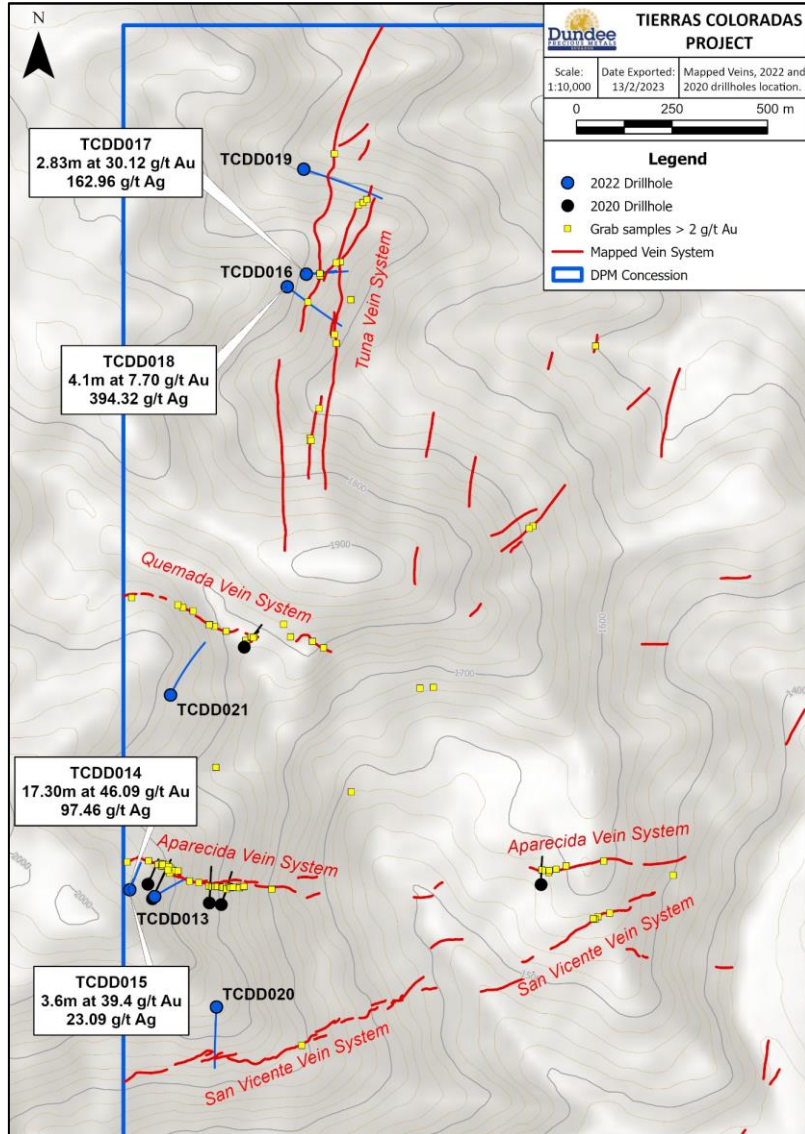 N
Dundee
PRECIOUS METALS
TIERRAS COLORADAS
PROJECT
Scale:
1:10,000
Date Exported:
13/2/2023
Mapped Veins, 2022 and
2020 drillholes location.
0 250 500 m
Legend
2022 Drillhole
2020 Drillhole
Grab samples > 2 g/t Au
Mapped Vein System
DPM Concession
TCDD017
2.83m at 30.12 g/t Au
162.96 g/t Ag
TCDD019
TCDD016
Tuna Vein System
TCDD018
4.1m at 7.70 g/t Au
394.32 g/t Ag
1800
1900
Quemada Vein System
1600
1700
TCDD021
TCDD014
17.30m at 46.09 g/t Au
97.46 g/t Ag
Aparecida Vein System
Aparecida Vein System
2000
2000
TCDD013
San Vicente Vein System
TCDD015
3.6m at 39.4 g/t Au
23.09 g/t Ag
TCDD020
San Vicente Vein System